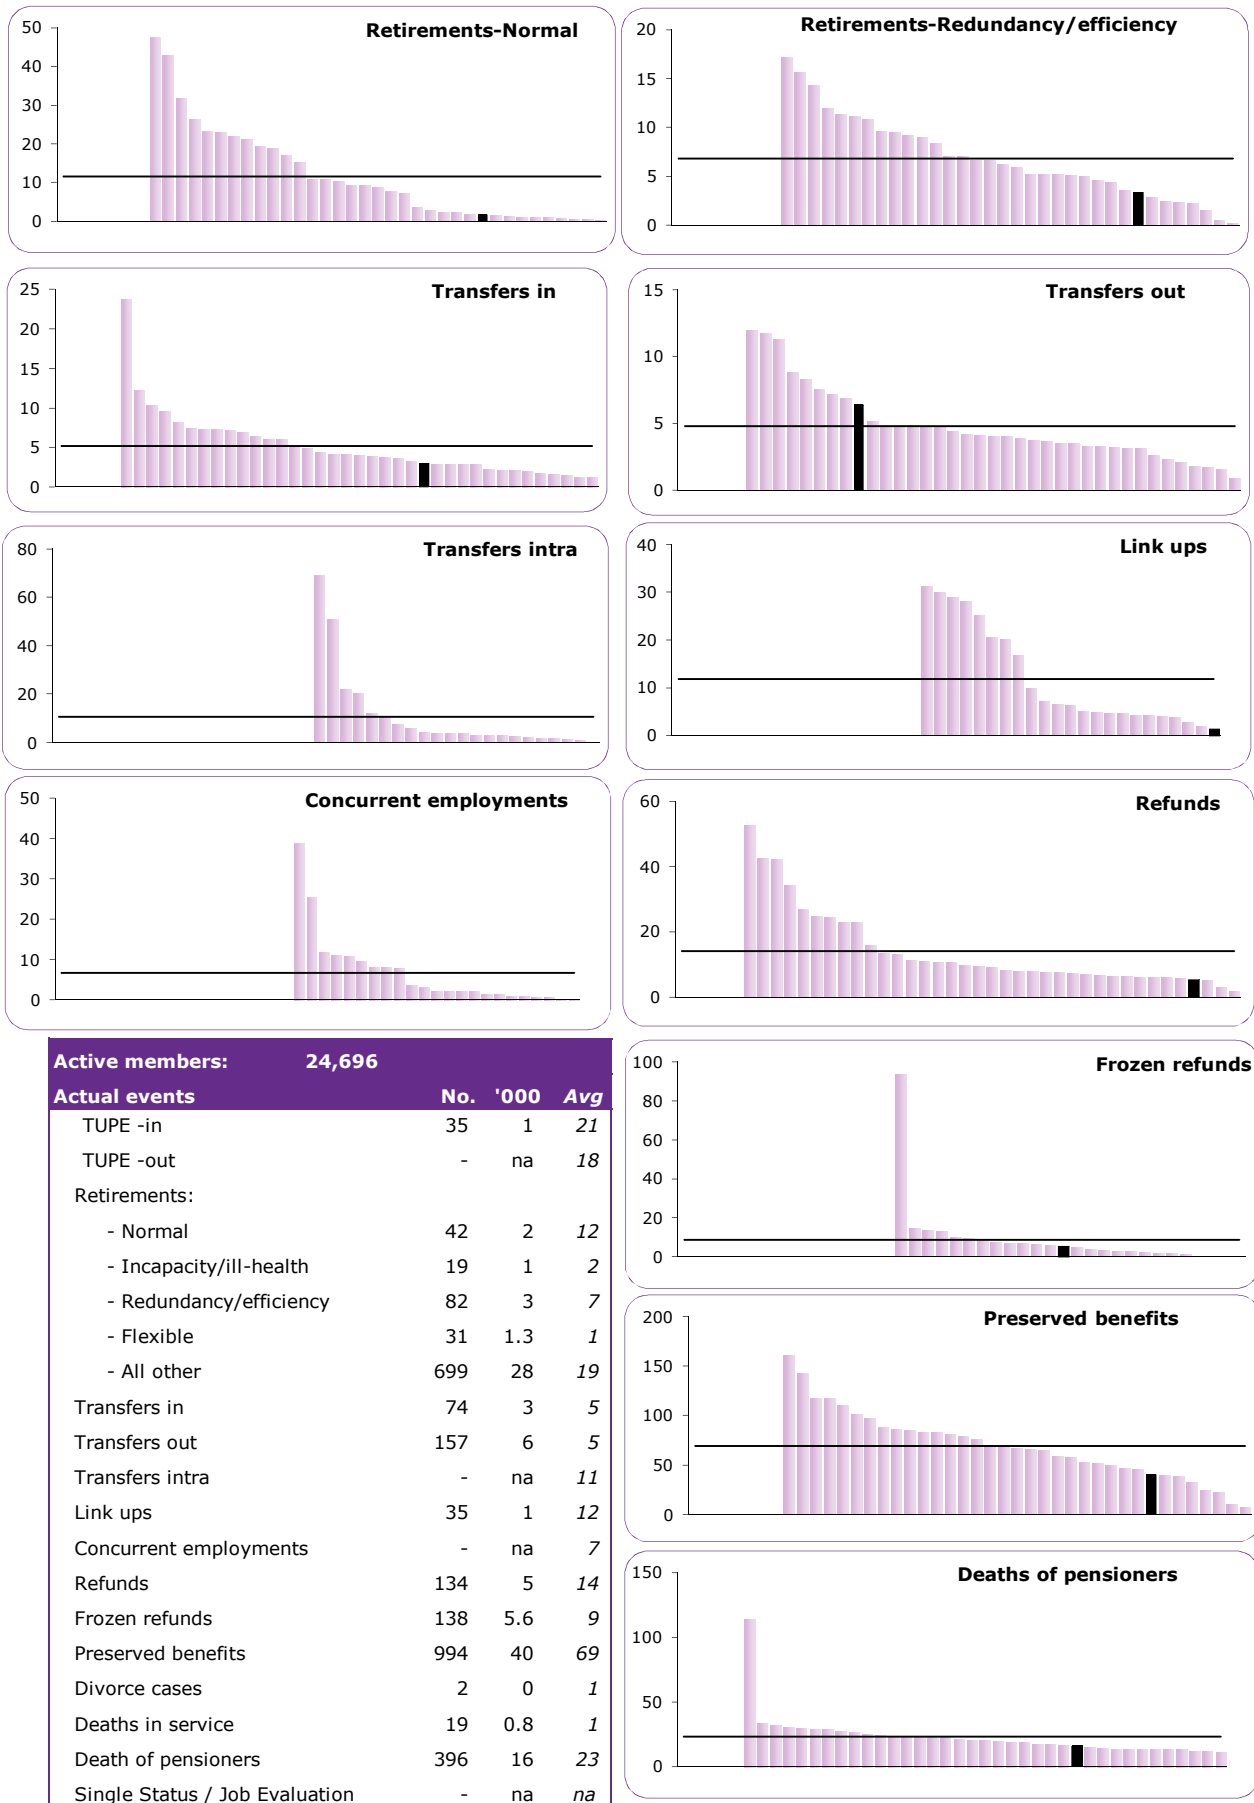 Retirements-Normal
50
40
30
20
10
0
Retirements-Redundancy/efficiency
20
15
10
5
0
Transfers in
25
20
15
10
5
0
Transfers out
15
10
5
0
Transfers intra
80
60
40
20
0
Link ups
40
30
20
10
0
Concurrent employments
50
40
30
20
10
0
Refunds
60
40
20
0
Active members: 24,696
Actual events No. '000 Avg
TUPE -in 35 1 21
TUPE -out - na 18
Retirements:
- Normal 42 2 12
- Incapacity/ill-health 19 1 2
- Redundancy/efficiency 82 3 7
- Flexible 31 1.3 1
- All other 699 28 19
Transfers in 74 3 5
Transfers out 157 6 5
Transfers intra - na 11
Link ups 35 1 12
Concurrent employments - na 7
Refunds 134 5 14
Frozen refunds 138 5.6 9
Preserved benefits 994 40 69
Divorce cases 2 0 1
Deaths in service 19 0.8 1
Death of pensioners 396 16 23
Single Status / Job Evaluation - na na
Frozen refunds
100
80
60
40
20
0
Preserved benefits
200
150
100
50
0
Deaths of pensioners
150
100
50
0